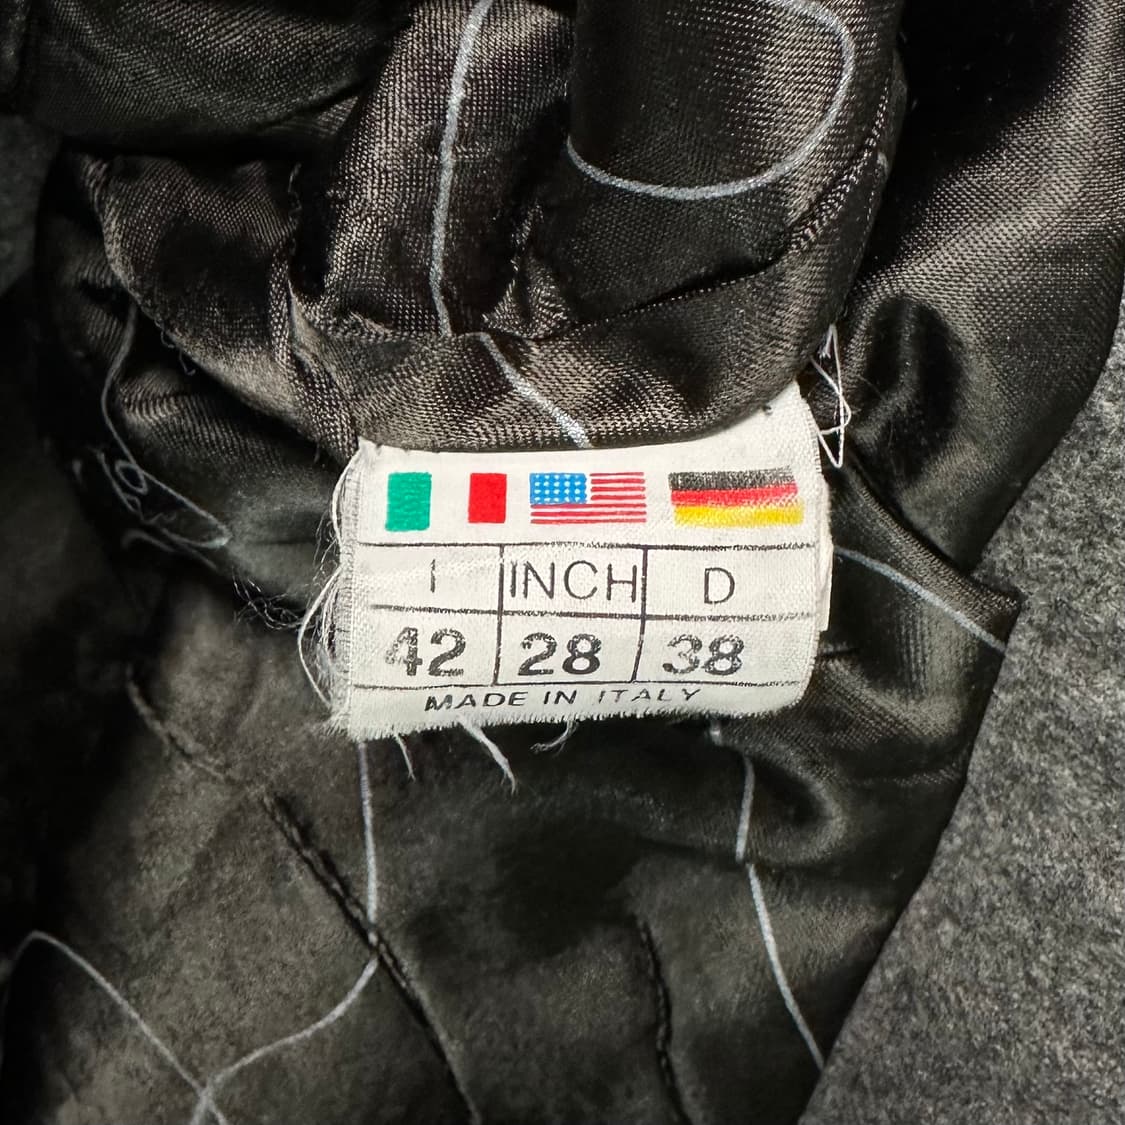 I INCH D
42 28 38
MADE IN ITALY